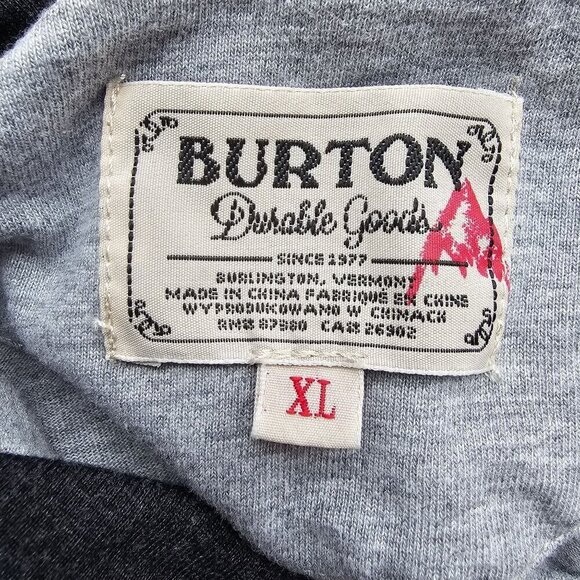 BURTON
Durable Goods
SINCE 1977
BURLINGTON, VERMONT
MADE IN CHINA FABRIQUÉ EN CHINE
WYPRODUKOWANO W CHINACH
RN# 87580 CA# 26902
XL